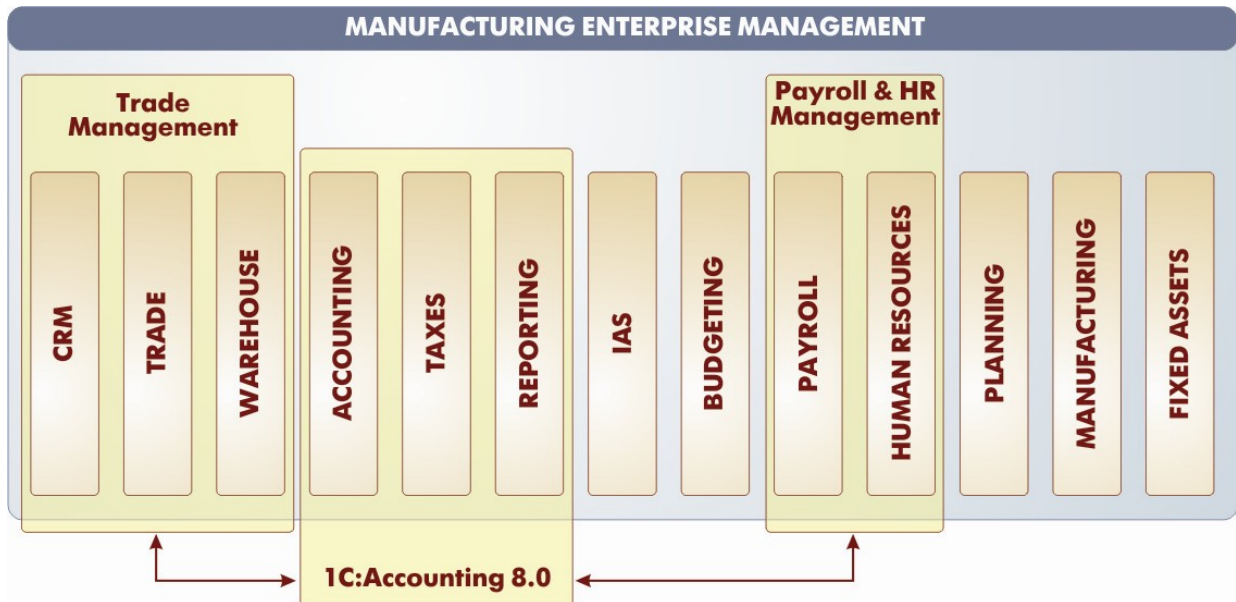 MANUFACTURING ENTERPRISE MANAGEMENT
Trade
Management
Payroll & HR
Management
CRM
TRADE
WAREHOUSE
ACCOUNTING
TAXES
REPORTING
IAS
BUDGETING
PAYROLL
HUMAN RESOURCES
PLANNING
MANUFACTURING
FIXED ASSETS
1C:Accounting 8.0